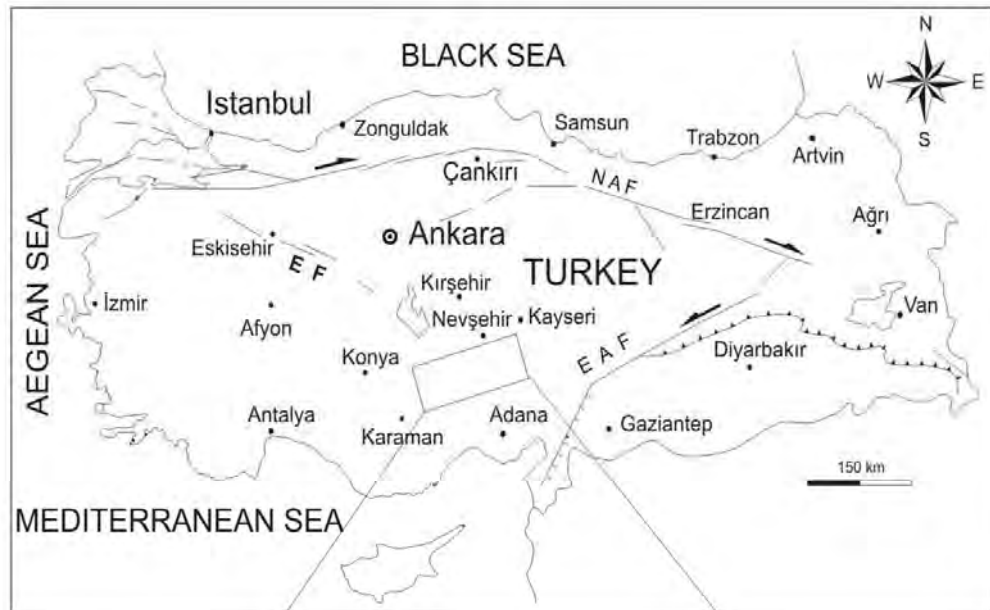 N
BLACK SEA
W
E
Istanbul
Zonguldak
Samsun
S
Trabzon
Artvin
Çankırı
NAF
Erzincan
Ağrı
Eskisehir
Ankara
EF
TURKEY
AEGEAN SEA
Kırşehir
İzmir
Afyon
Nevşehir
Kayseri
Van
EAF
Diyarbakır
Konya
Antalya
Karaman
Adana
Gaziantep
150 km
MEDITERRANEAN SEA